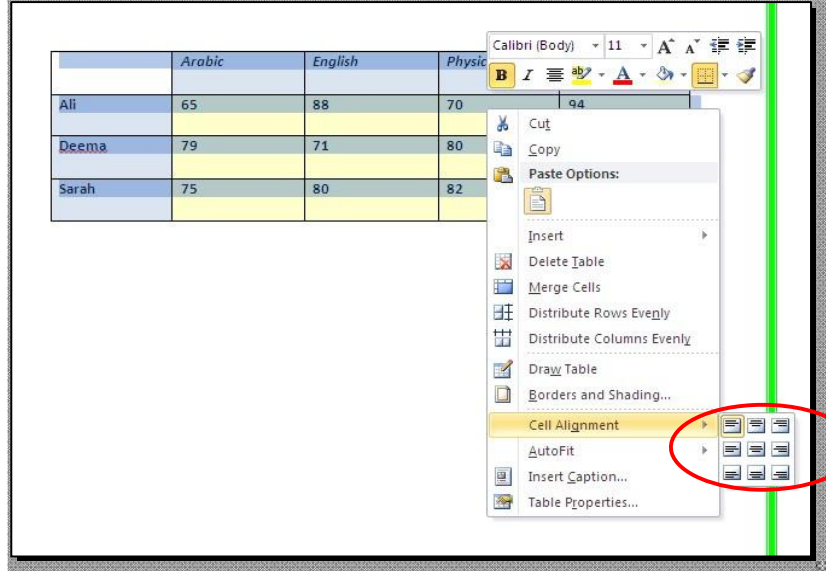 Calibri (Body) 11 A A
B I ab A
Arabic English Physic
Ali 65 88 70 94
Deema 79 71 80
Sarah 75 80 82
Cut
Copy
Paste Options:
Insert
Delete Table
Merge Cells
Distribute Rows Evenly
Distribute Columns Evenly
Draw Table
Borders and Shading...
Cell Alignment
AutoFit
Insert Caption...
Table Properties...